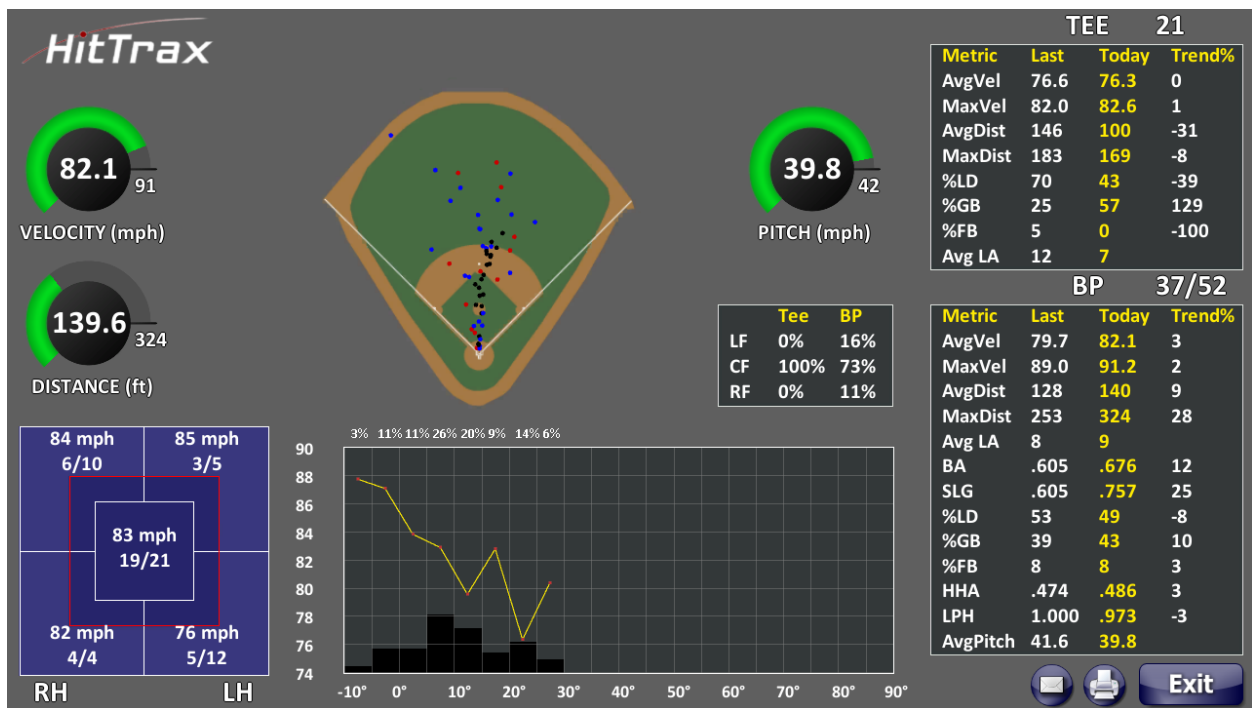 HitTrax
82.1
91
VELOCITY (mph)
139.6
324
DISTANCE (ft)
39.8
42
PITCH (mph)
Tee BP
LF 0% 16%
CF 100% 73%
RF 0% 11%
84 mph 85 mph
6/10 3/5
83 mph
19/21
82 mph 76 mph
4/4 5/12
RH LH
3% 11% 11% 26% 20% 9% 14% 6%
90
88
86
84
82
80
78
76
74
-10° 0° 10° 20° 30° 40° 50° 60° 70° 80° 90°
TEE 21
Metric Last Today Trend%
AvgVel 76.6 76.3 0
MaxVel 82.0 82.6 1
AvgDist 146 100 -31
MaxDist 183 169 -8
%LD 70 43 -39
%GB 25 57 129
%FB 5 0 -100
Avg LA 12 7
BP 37/52
Metric Last Today Trend%
AvgVel 79.7 82.1 3
MaxVel 89.0 91.2 2
AvgDist 128 140 9
MaxDist 253 324 28
Avg LA 8 9
BA .605 .676 12
SLG .605 .757 25
%LD 53 49 -8
%GB 39 43 10
%FB 8 8 3
HHA .474 .486 3
LPH 1.000 .973 -3
AvgPitch 41.6 39.8
Exit